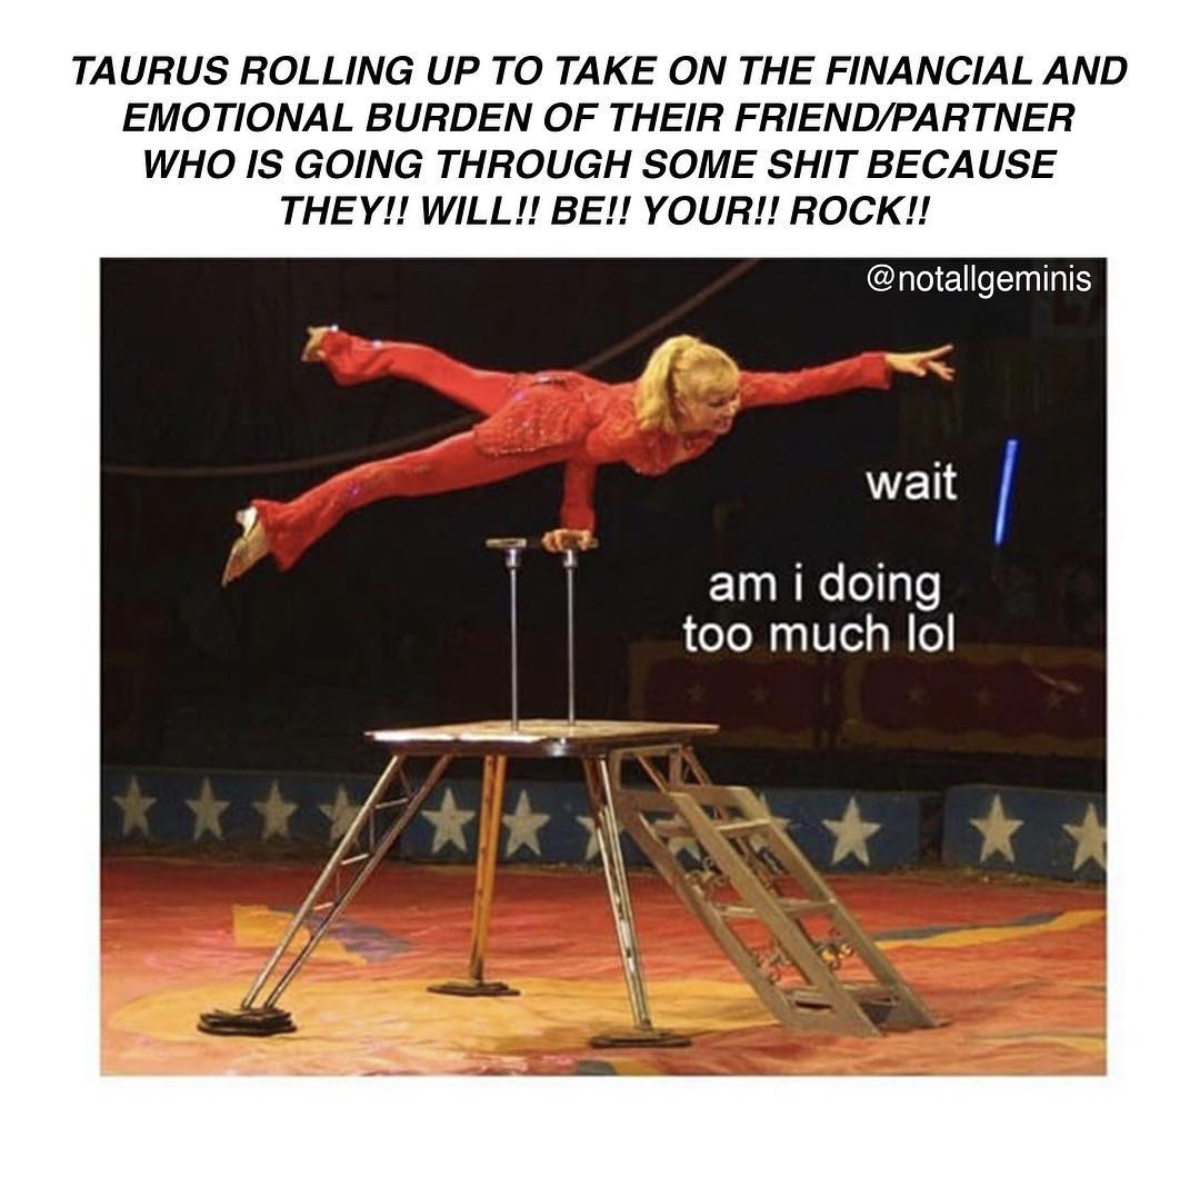 TAURUS ROLLING UP TO TAKE ON THE FINANCIAL AND
EMOTIONAL BURDEN OF THEIR FRIEND/PARTNER
WHO IS GOING THROUGH SOME SHIT BECAUSE
THEY!! WILL!! BE!! YOUR!! ROCK!!
@notallgeminis
wait
am i doing
too much lol